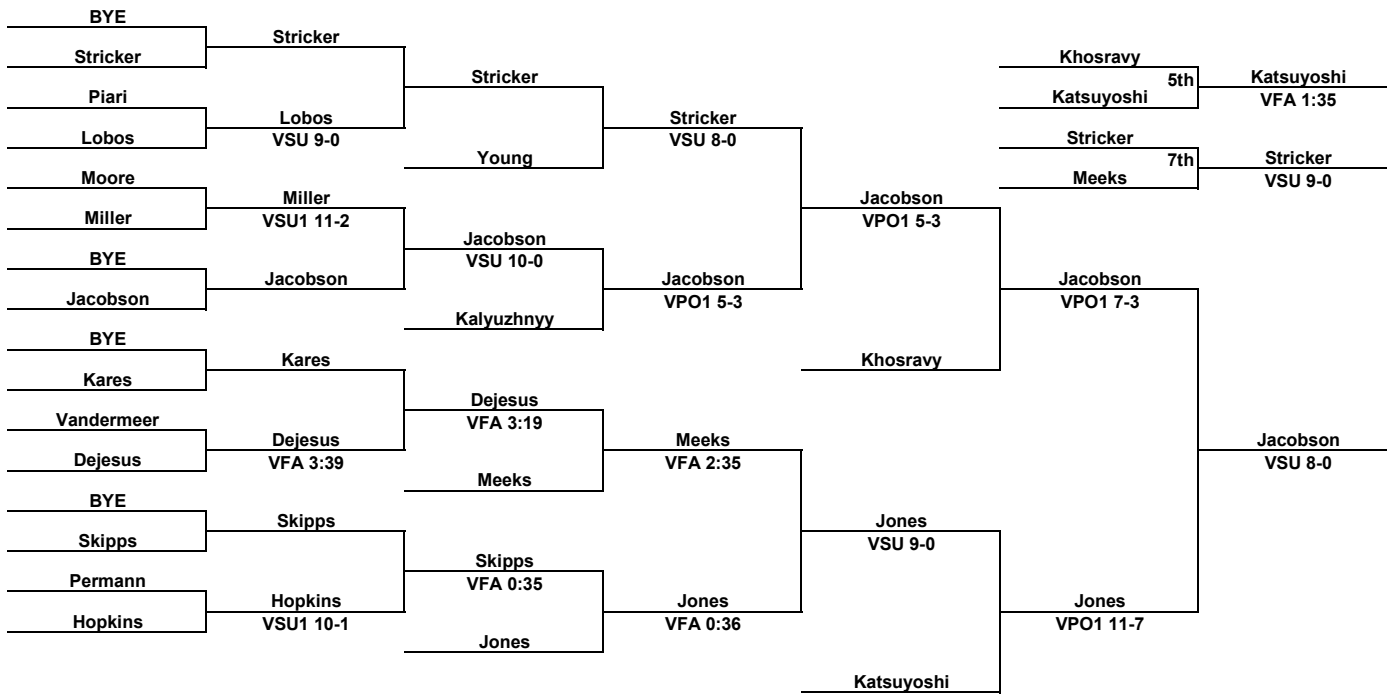 BYE
Stricker
Stricker
Stricker
Khosravy
5th
Katsuyoshi
Katsuyoshi
VFA 1:35
Piari
Lobos
Lobos
VSU 9-0
Stricker
VSU 8-0
Young
Stricker
7th
Meeks
Stricker
VSU 9-0
Moore
Miller
Miller
VSU1 11-2
Jacobson
VPO1 5-3
BYE
Jacobson
Jacobson
Jacobson
VSU 10-0
Jacobson
VPO1 5-3
Jacobson
VPO1 7-3
Kalyuzhnyy
BYE
Kares
Kares
Khosravy
Vandermeer
Dejesus
Dejesus
VFA 3:39
Dejesus
VFA 3:19
Meeks
VFA 2:35
Jacobson
VSU 8-0
Meeks
BYE
Skipps
Skipps
Jones
VSU 9-0
Skipps
VFA 0:35
Permann
Hopkins
Hopkins
VSU1 10-1
Jones
VFA 0:36
Jones
VPO1 11-7
Jones
Katsuyoshi